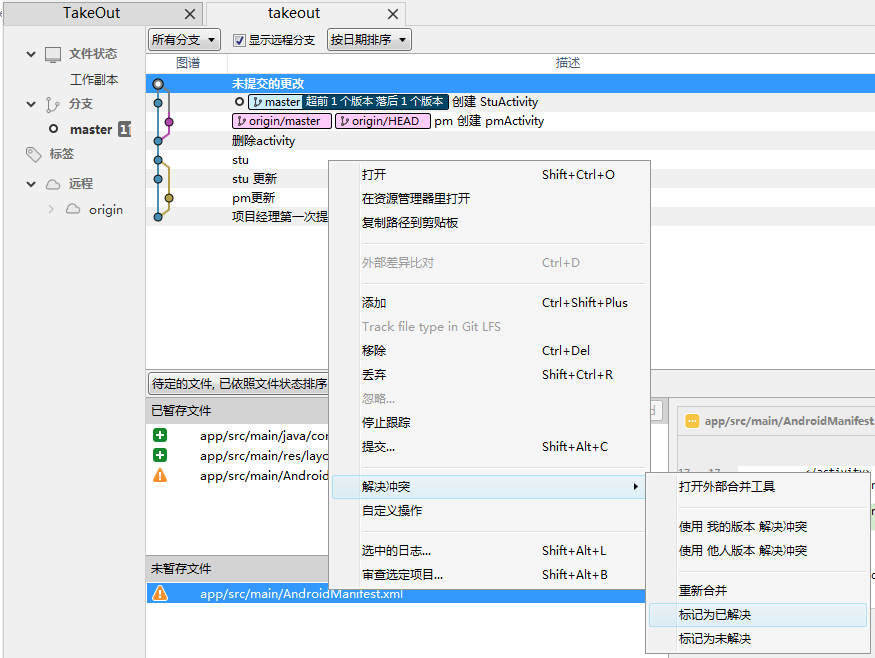 TakeOut
takeout
所有分支
显示远程分支
按日期排序
文件状态
工作副本
分支
master
标签
远程
origin
图谱
描述
未提交的更改
master 超前 1 个版本 落后 1 个版本 创建 StuActivity
origin/master origin/HEAD pm 创建 pmActivity
删除activity
stu
stu 更新
pm更新
项目经理第一次提
打开 Shift+Ctrl+O
在资源管理器里打开
复制路径到剪贴板
外部差异比对 Ctrl+D
添加 Ctrl+Shift+Plus
Track file type in Git LFS
移除 Ctrl+Del
丢弃 Shift+Ctrl+R
忽略...
停止跟踪
提交... Shift+Alt+C
解决冲突
自定义操作
选中的日志... Shift+Alt+L
审查选定项目... Shift+Alt+B
待定的文件, 已依照文件状态排序
已暂存文件
app/src/main/java/cor
app/src/main/res/layo
app/src/main/Android
未暂存文件
app/src/main/AndroidManifest.xml
app/src/main/AndroidManifest
17 17 </activity>
打开外部合并工具
使用 我的版本 解决冲突
使用 他人版本 解决冲突
重新合并
标记为已解决
标记为未解决